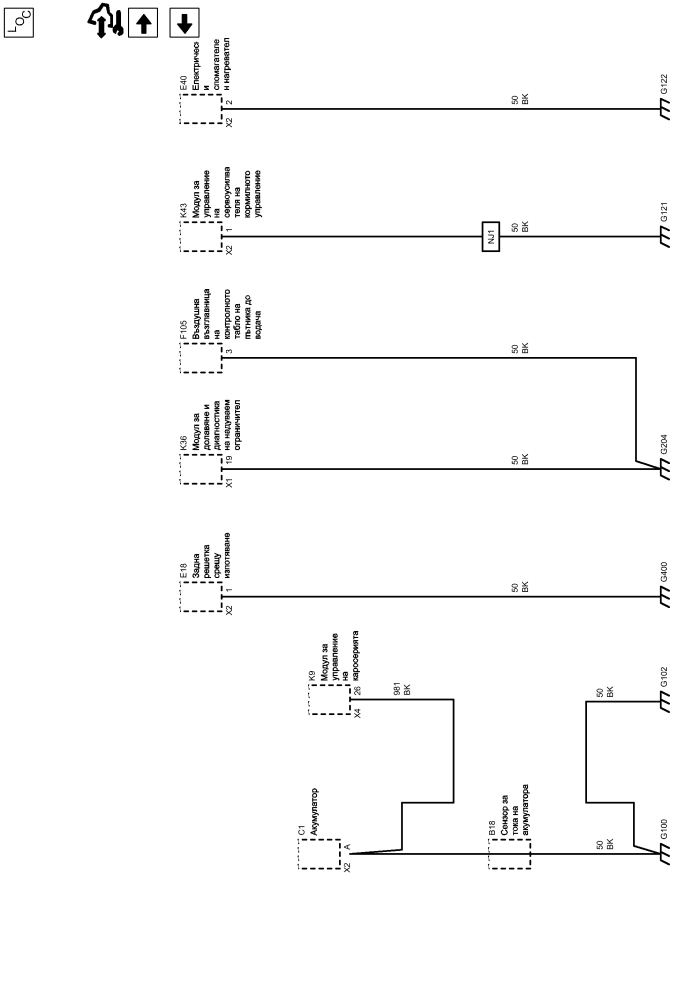 LOC
C1
Акумулатор
X2
A
B18
Сензор за
тока на
акумулатора
50
BK
G100
K9
Модул за
управление
на
каросерията
X4
26
981
BK
50
BK
G102
E18
Задна
решетка
срещу
изпотяване
X2
1
50
BK
G400
K36
Модул за
долавяне и
диагностика
на надуваем
ограничител
X1
19
50
BK
G204
F105
Въздушна
възглавница
на
контролното
табло на
пътника до
водача
3
50
BK
K43
Модул за
управление
на
сервоусилва
теля на
кормилното
управление
X2
1
NJ1
50
BK
G121
E40
Електричес
и
спомагателе
н нагревател
X2
2
50
BK
G122